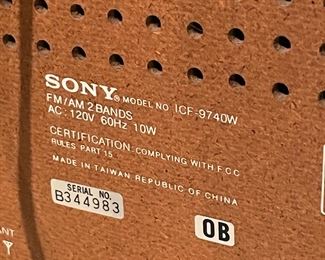 SONY® MODEL NO. ICF-9740W
FM/AM 2 BANDS
AC: 120V 60Hz 10W
CERTIFICATION: COMPLYING WITH F.C.C.
RULES PART 15
MADE IN TAIWAN REPUBLIC OF CHINA
SERIAL NO.
B344983
OB
ANT